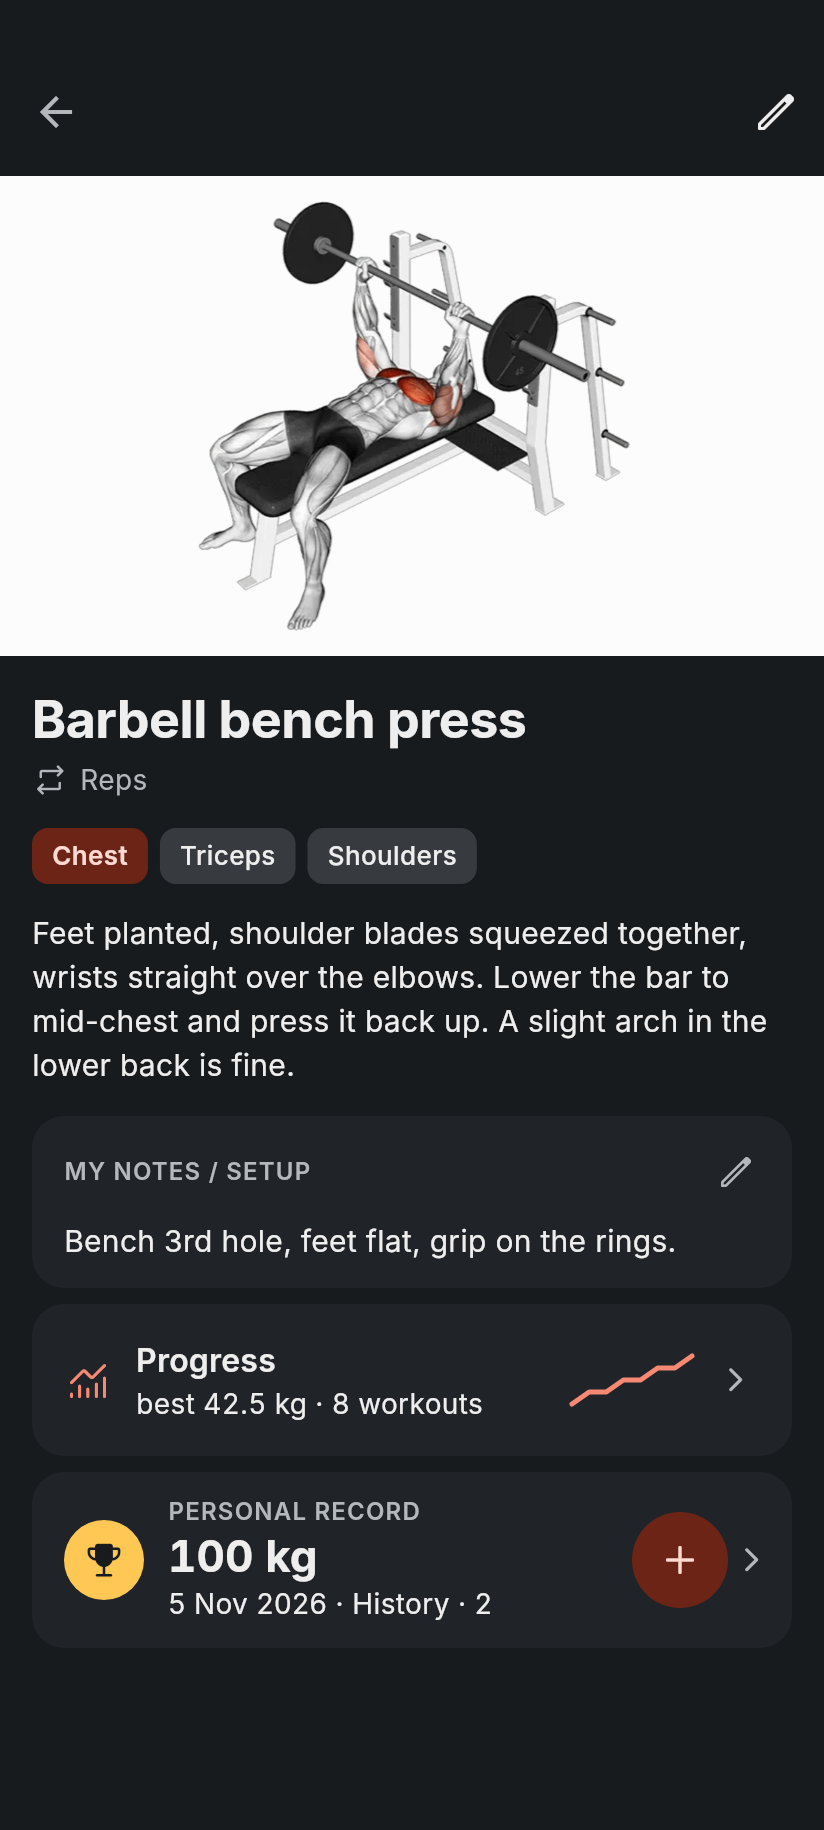 Barbell bench press
Reps
Chest
Triceps
Shoulders
Feet planted, shoulder blades squeezed together,
wrists straight over the elbows. Lower the bar to
mid-chest and press it back up. A slight arch in the
lower back is fine.
MY NOTES / SETUP
Bench 3rd hole, feet flat, grip on the rings.
Progress
best 42.5 kg · 8 workouts
PERSONAL RECORD
100 kg
5 Nov 2026 · History · 2